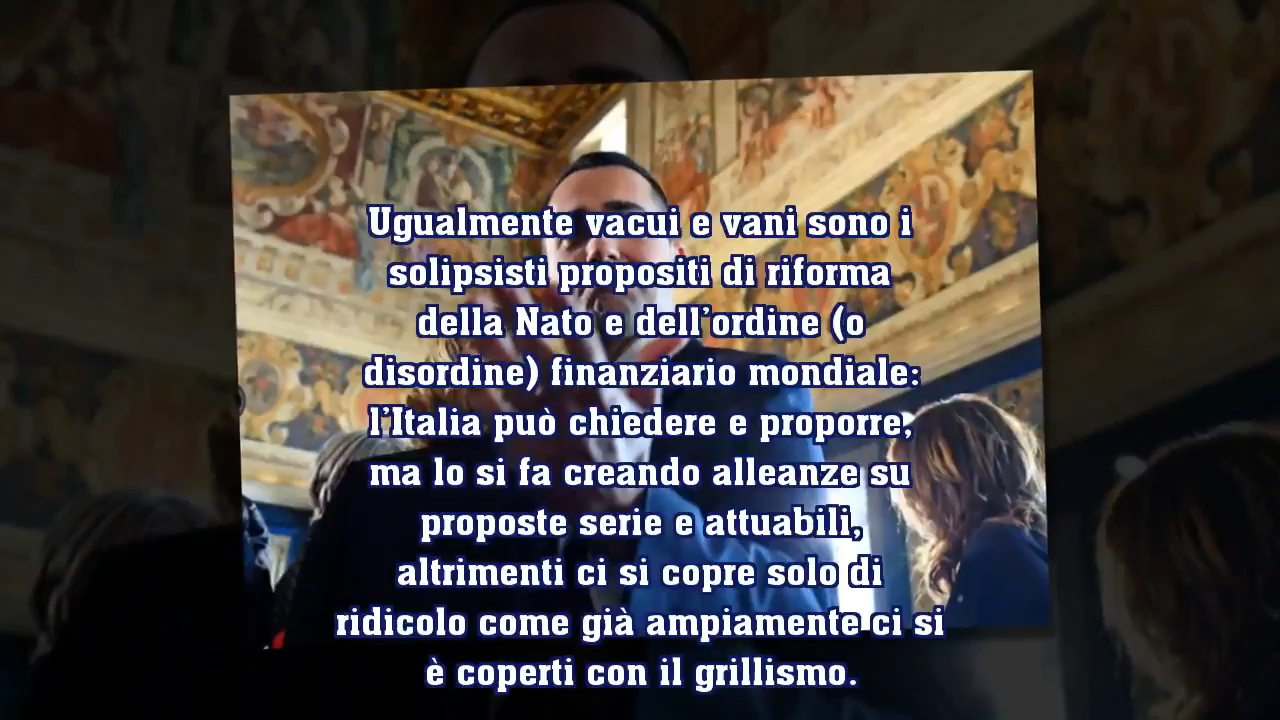 Ugualmente vacui e vani sono i
solipsisti propositi di riforma
della Nato e dell'ordine (o
disordine) finanziario mondiale:
l'Italia può chiedere e proporre,
ma lo si fa creando alleanze su
proposte serie e attuabili,
altrimenti ci si copre solo di
ridicolo come già ampiamente ci si
è coperti con il grillismo.